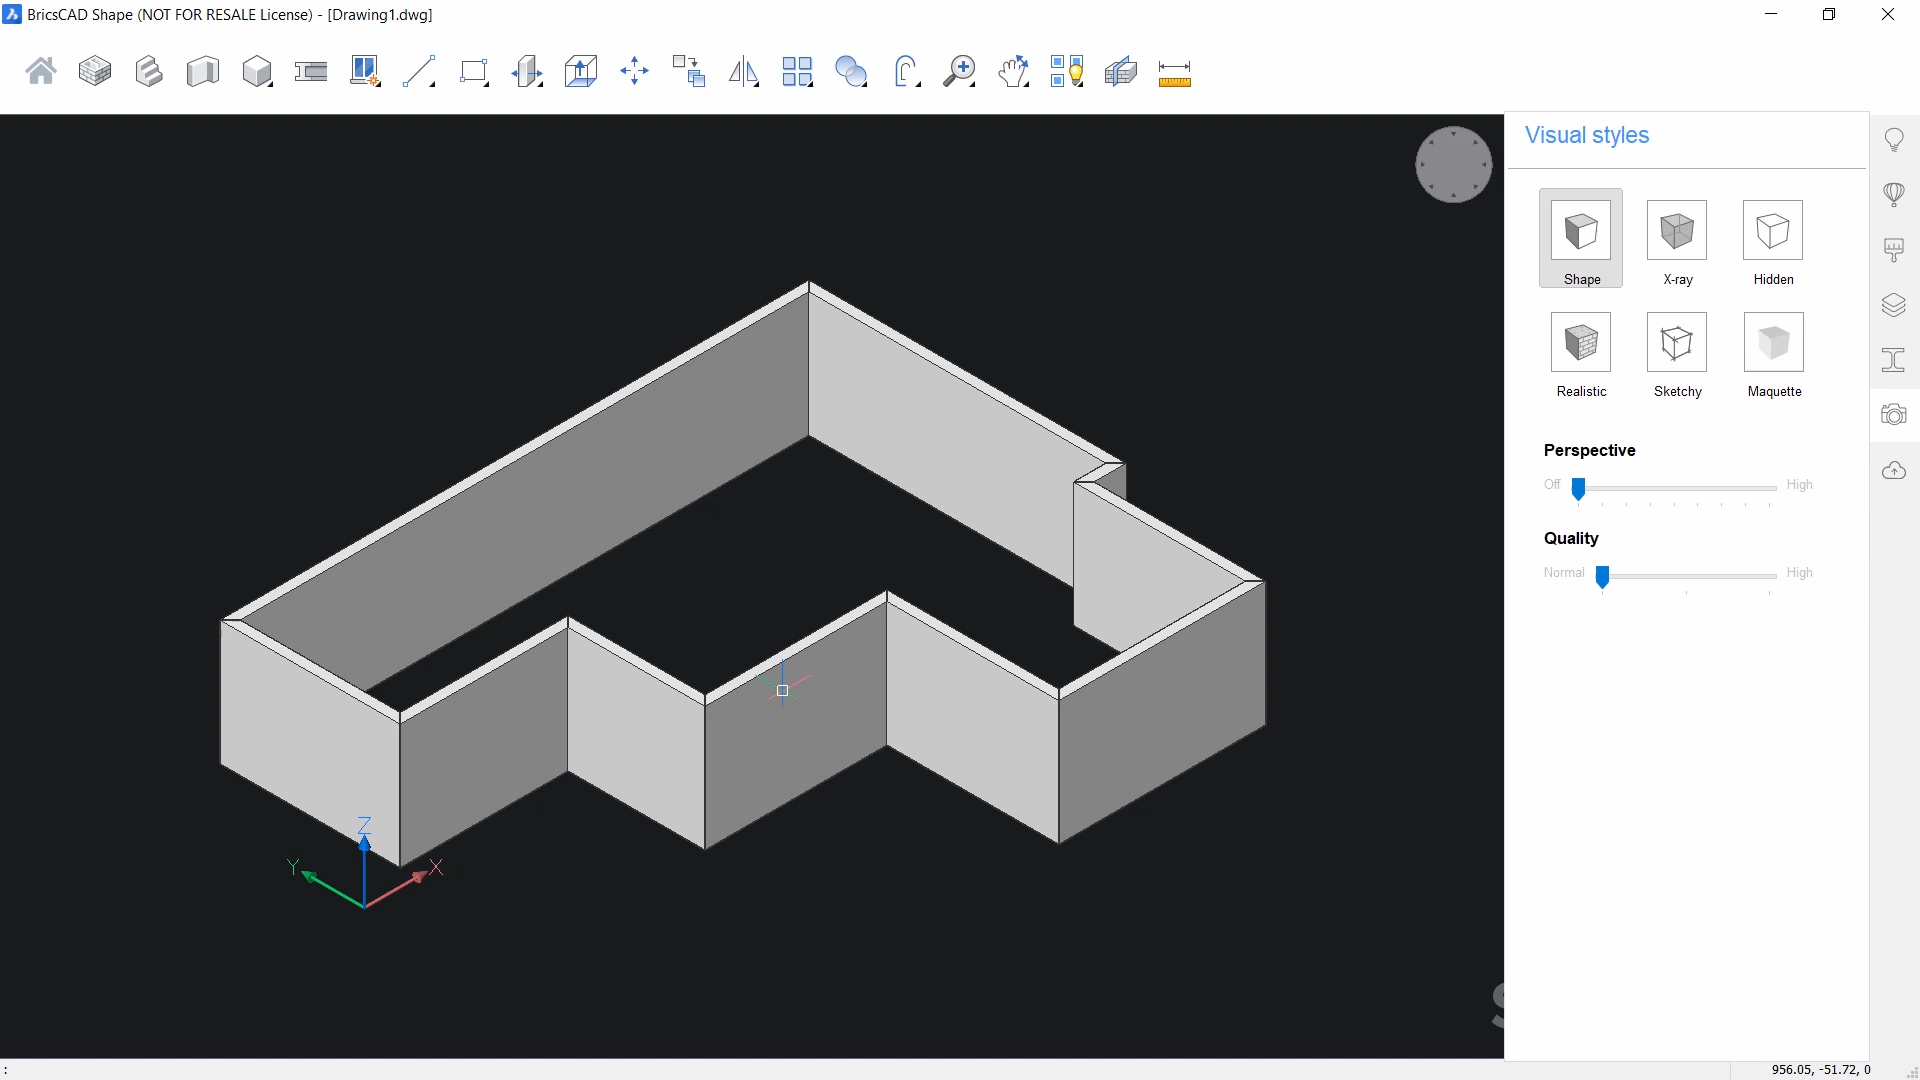 BricsCAD Shape (NOT FOR RESALE License) - [Drawing1.dwg]
Visual styles
Shape
X-ray
Hidden
Realistic
Sketchy
Maquette
Perspective
Off
High
Quality
Normal
High
Z
Y
X
:
956.05, -51.72, 0